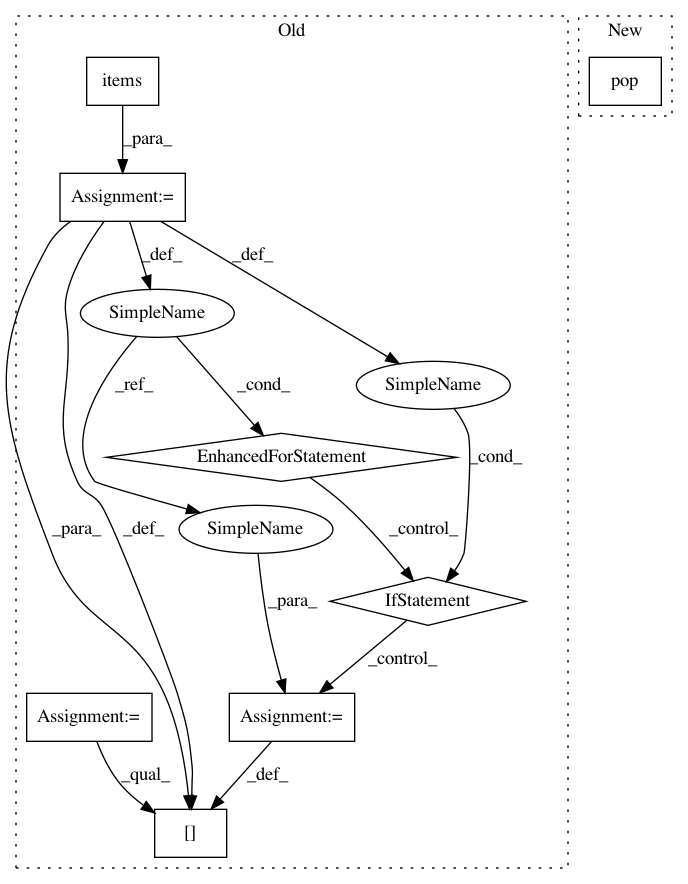 Old
New
items
pop
_para_
Assignment:=
_def_
_def_
SimpleName
SimpleName
_ref_
_cond_
EnhancedForStatement
_cond_
SimpleName
_para_
_def_
_control_
IfStatement
_para_
_control_
Assignment:=
Assignment:=
_qual_
_def_
[]